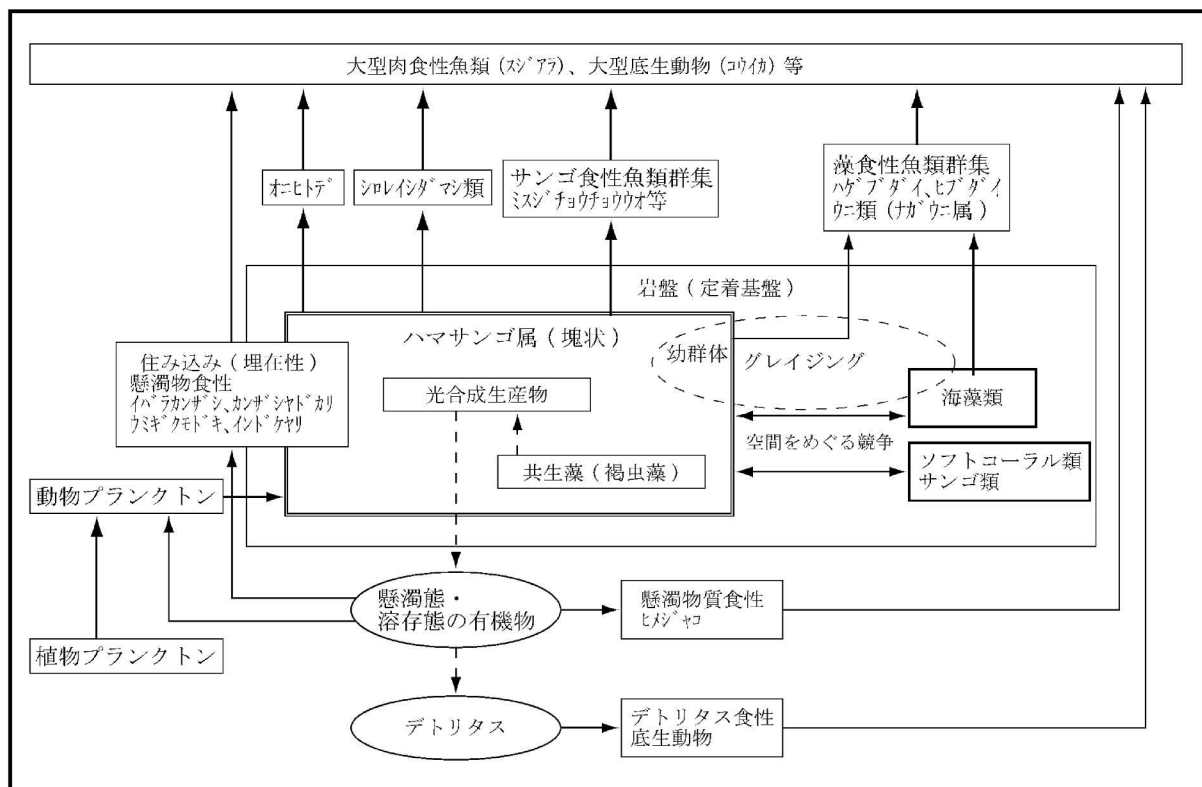 大型肉食性魚類(ｽｼﾞｱﾗ)、大型底生動物(ｺｳｲｶ)等
ｵﾆﾋﾄﾃﾞ
ｼﾛﾚｲｼﾀﾞﾏｼ類
サンゴ食性魚類群集
ﾐｽｼﾞﾁｮｳﾁｮｳｳｵ等
藻食性魚類群集
ﾊｹﾞﾌﾞﾀﾞｲ、ﾋﾌﾞﾀﾞｲ
ｳﾆ類(ﾅｶﾞｳﾆ属)
岩盤(定着基盤)
ハマサンゴ属(塊状)
幼群体
グレイジング
住み込み(埋在性)
懸濁物食性
ｲﾊﾞﾗｶﾝｻﾞｼ、ｶﾝｻﾞｼﾔﾄﾞｶﾘ
ｳﾐｷﾞｸﾓﾄﾞｷ、ｲﾝﾄﾞｹﾔﾘ
光合成生産物
海藻類
空間をめぐる競争
共生藻(褐虫藻)
ソフトコーラル類
サンゴ類
動物プランクトン
懸濁態・
溶存態の有機物
懸濁物質食性
ﾋﾒｼﾞｬｺ
植物プランクトン
デトリタス
デトリタス食性
底生動物